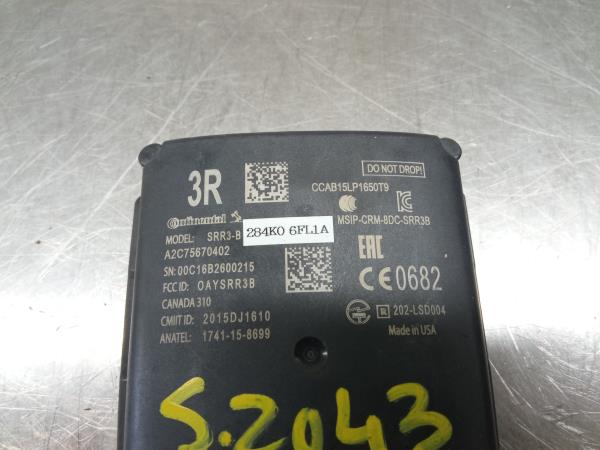 3R
DO NOT DROP!
CCAB15LP1650T9
Continental
284K0 6FL1A
MSIP-CRM-8DC-SRR3B
MODEL: SRR3-B
A2C75670402
SN: 00C16B2600215
FCC ID: OAYSRR3B
CANADA 310
CMIIT ID: 2015DJ1610
ANATEL: 1741-15-8699
EAC
CE0682
R 202-LSD004
Made in USA
S.2043